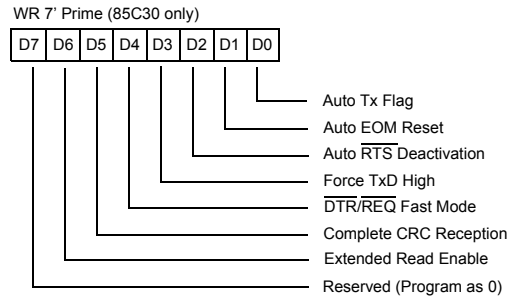 WR 7' Prime (85C30 only)
D7 D6 D5 D4 D3 D2 D1 D0
Auto Tx Flag
Auto EOM Reset
Auto RTS Deactivation
Force TxD High
DTR/REQ Fast Mode
Complete CRC Reception
Extended Read Enable
Reserved (Program as 0)